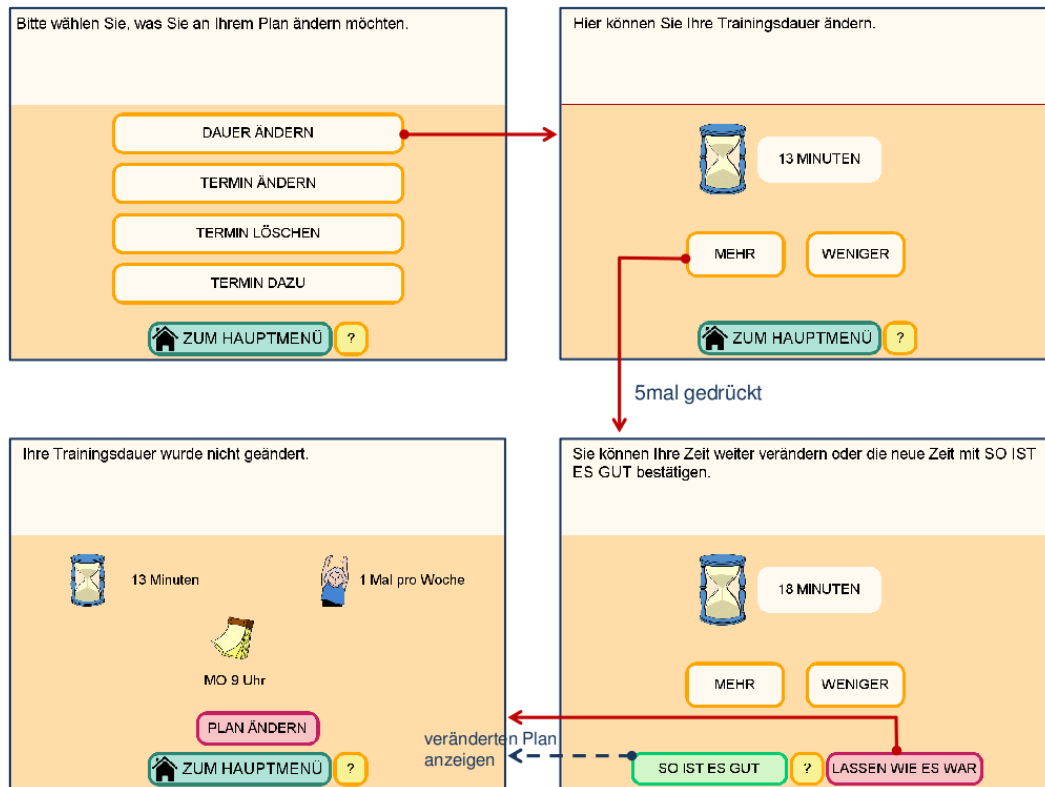 Bitte wählen Sie, was Sie an Ihrem Plan ändern möchten.
DAUER ÄNDERN
TERMIN ÄNDERN
TERMIN LÖSCHEN
TERMIN DAZU
ZUM HAUPTMENÜ
?
Hier können Sie Ihre Trainingsdauer ändern.
13 MINUTEN
MEHR
WENIGER
ZUM HAUPTMENÜ
?
5mal gedrückt
Ihre Trainingsdauer wurde nicht geändert.
13 Minuten
1 Mal pro Woche
MO 9 Uhr
PLAN ÄNDERN
ZUM HAUPTMENÜ
?
Sie können Ihre Zeit weiter verändern oder die neue Zeit mit SO IST
ES GUT bestätigen.
18 MINUTEN
MEHR
WENIGER
veränderten Plan
anzeigen
SO IST ES GUT
?
LASSEN WIE ES WAR